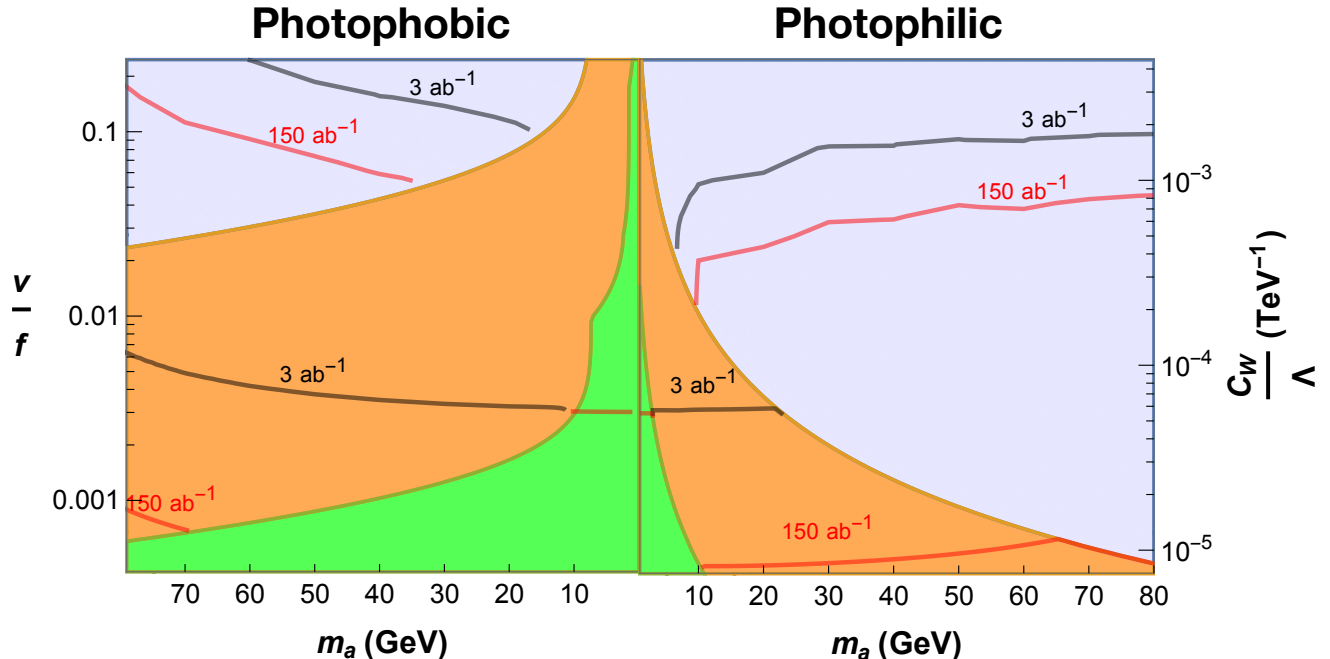 Photophobic Photophilic
3 ab⁻¹
150 ab⁻¹
3 ab⁻¹
150 ab⁻¹
0.1
0.01
0.001
v
f
10⁻³
10⁻⁴
10⁻⁵
C_W
Λ
(TeV⁻¹)
3 ab⁻¹
3 ab⁻¹
150 ab⁻¹
150 ab⁻¹
70 60 50 40 30 20 10
10 20 30 40 50 60 70 80
m_a (GeV)
m_a (GeV)